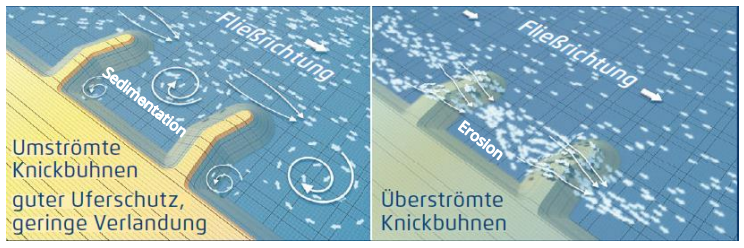 Fließrichtung
Sedimentation
Umströmte
Knickbuhnen
guter Uferschutz,
geringe Verlandung
Fließrichtung
Erosion
Überströmte
Knickbuhnen